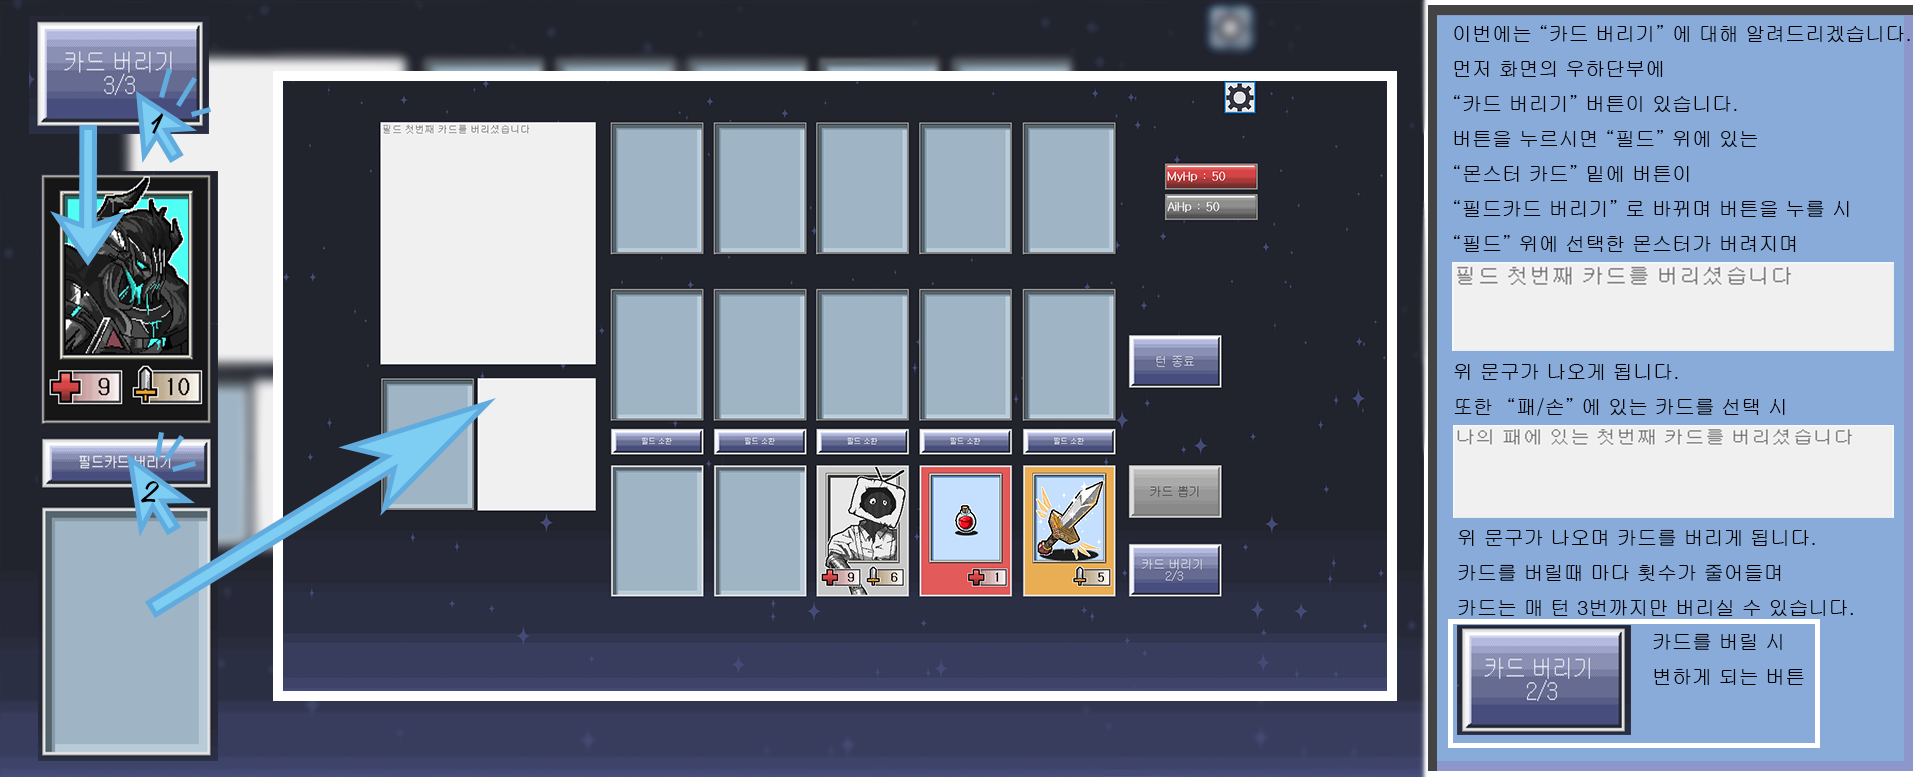 카드 버리기
3/3
1
9
10
필드카드 버리기
2
필드 첫번째 카드를 버리셨습니다
MyHp : 50
AiHp : 50
턴 종료
필드 소환
필드 소환
필드 소환
필드 소환
필드 소환
카드 뽑기
9
6
1
5
카드 버리기
2/3
이번에는 “카드 버리기” 에 대해 알려드리겠습니다.
먼저 화면의 우하단부에
“카드 버리기” 버튼이 있습니다.
버튼을 누르시면 “필드” 위에 있는
“몬스터 카드” 밑에 버튼이
“필드카드 버리기” 로 바뀌며 버튼을 누를 시
“필드” 위에 선택한 몬스터가 버려지며
필드 첫번째 카드를 버리셨습니다
위 문구가 나오게 됩니다.
또한 “패/손” 에 있는 카드를 선택 시
나의 패에 있는 첫번째 카드를 버리셨습니다
위 문구가 나오며 카드를 버리게 됩니다.
카드를 버릴때 마다 횟수가 줄어들며
카드는 매 턴 3번까지만 버리실 수 있습니다.
카드 버리기
2/3
카드를 버릴 시
변하게 되는 버튼